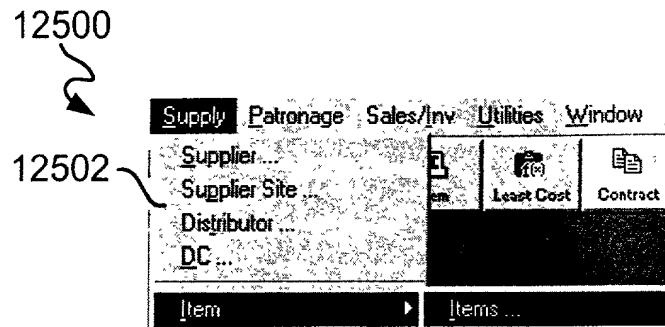 12500
Supply Patronage Sales/Inv Utilities Window
12502
Supplier ...
Supplier Site ...
Distributor ...
DC ...
Least Cost
Contract
Item
Items ...